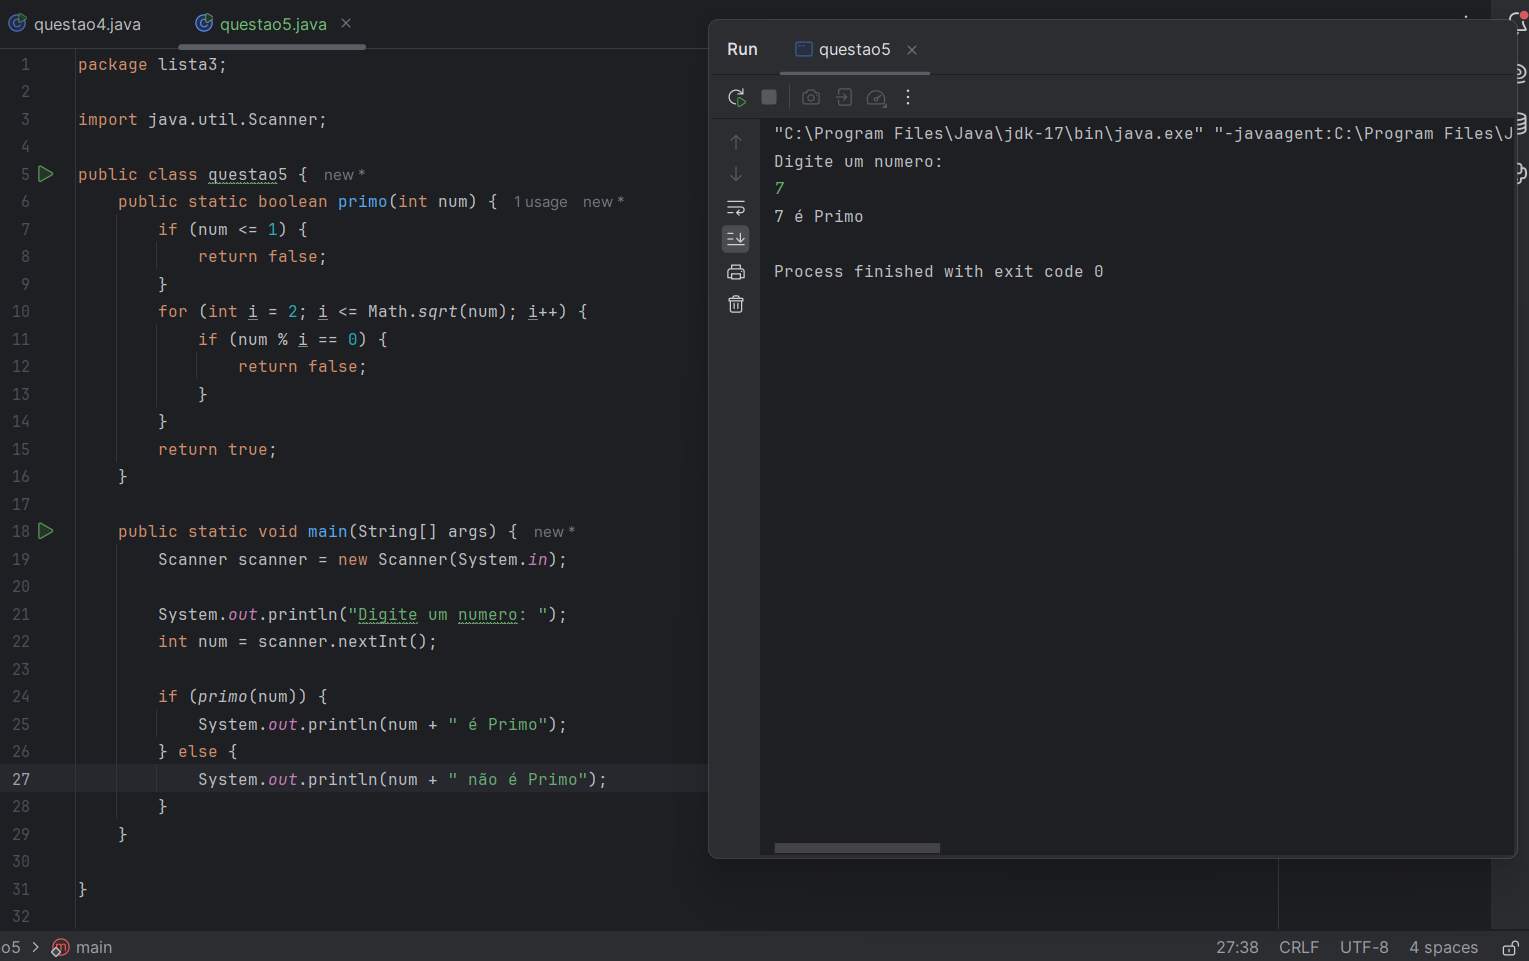 questao4.java
questao5.java
1 package lista3;
2
3 import java.util.Scanner;
4
5 public class questao5 { new *
6 public static boolean primo(int num) { 1 usage new *
7 if (num <= 1) {
8 return false;
9 }
10 for (int i = 2; i <= Math.sqrt(num); i++) {
11 if (num % i == 0) {
12 return false;
13 }
14 }
15 return true;
16 }
17
18 public static void main(String[] args) { new *
19 Scanner scanner = new Scanner(System.in);
20
21 System.out.println("Digite um numero: ");
22 int num = scanner.nextInt();
23
24 if (primo(num)) {
25 System.out.println(num + " é Primo");
26 } else {
27 System.out.println(num + " não é Primo");
28 }
29 }
30
31 }
32
Run questao5
"C:\Program Files\Java\jdk-17\bin\java.exe" "-javaagent:C:\Program Files\J
Digite um numero:
7
7 é Primo
Process finished with exit code 0
o5 > main
27:38 CRLF UTF-8 4 spaces